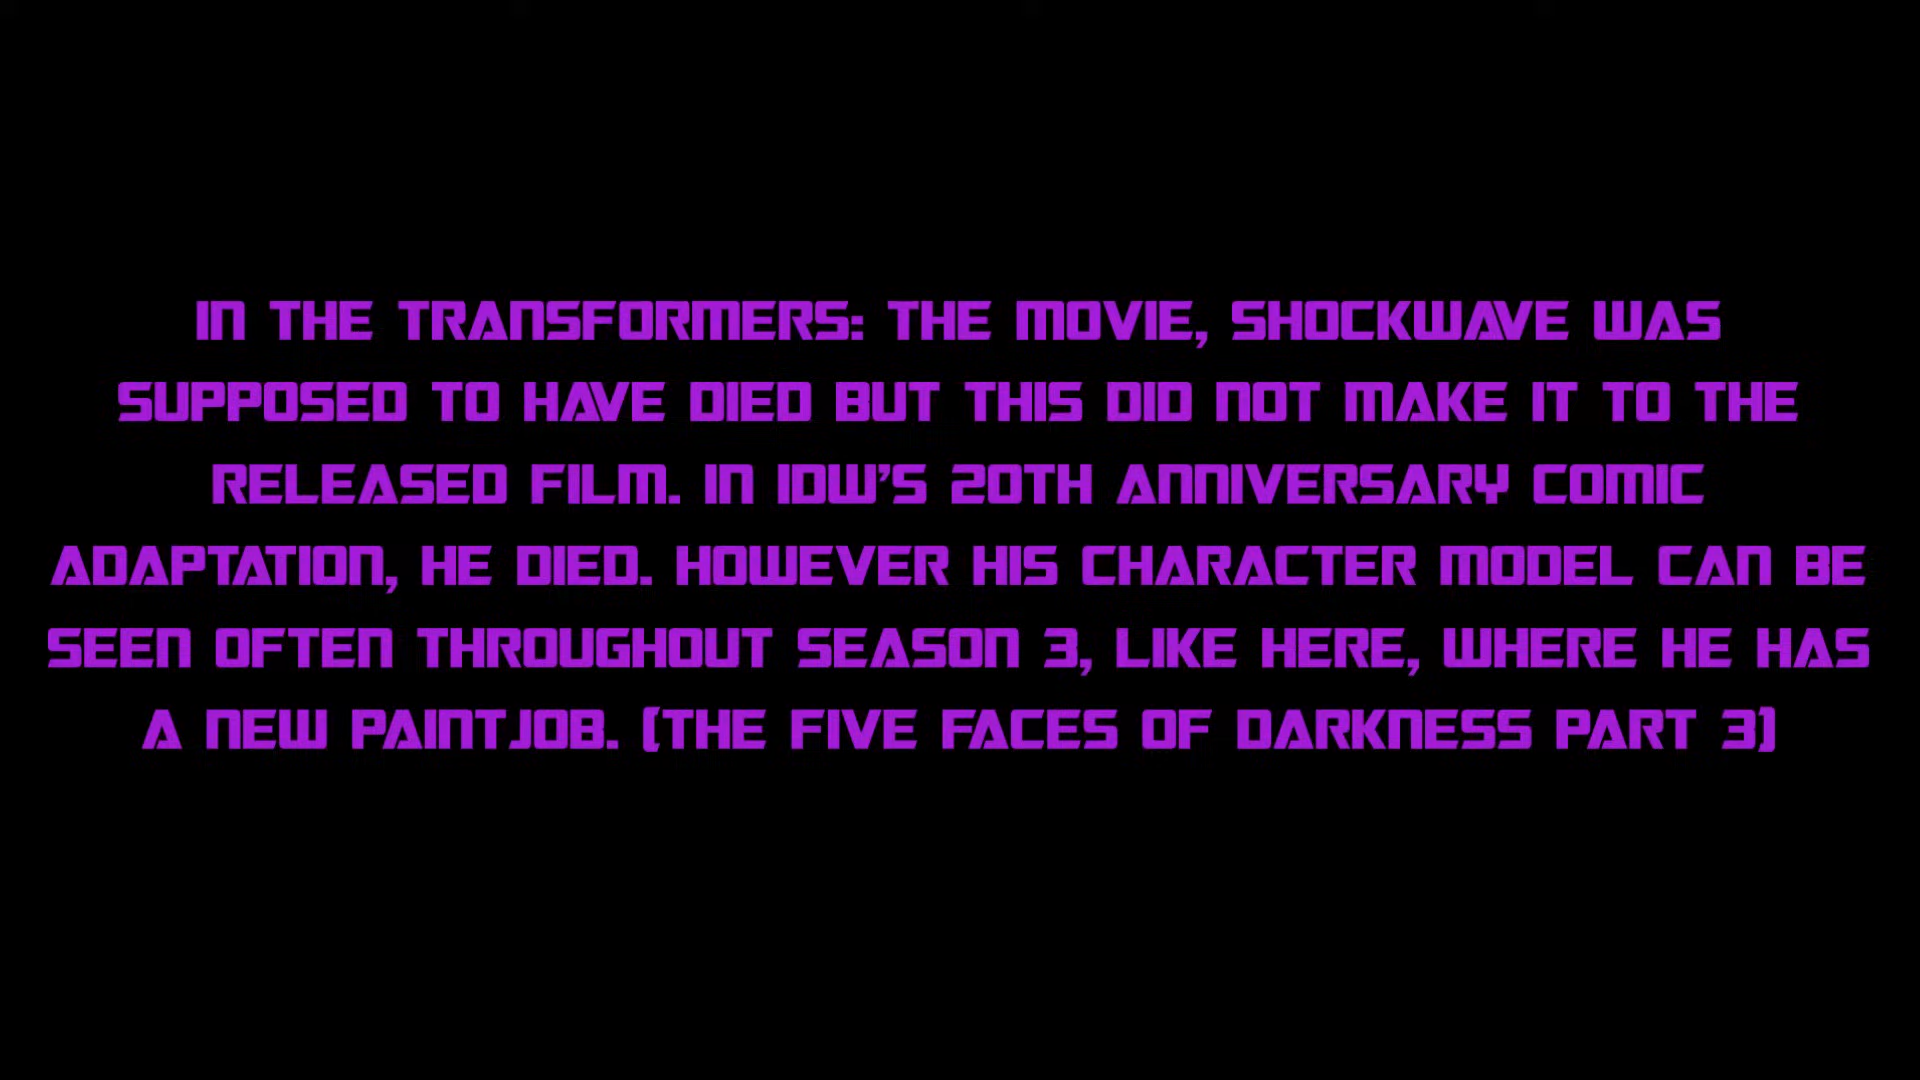 IN THE TRANSFORMERS: THE MOVIE, SHOCKWAVE WAS
SUPPOSED TO HAVE DIED BUT THIS DID NOT MAKE IT TO THE
RELEASED FILM. IN IDW'S 20TH ANNIVERSARY COMIC
ADAPTATION, HE DIED. HOWEVER HIS CHARACTER MODEL CAN BE
SEEN OFTEN THROUGHOUT SEASON 3, LIKE HERE, WHERE HE HAS
A NEW PAINTJOB. (THE FIVE FACES OF DARKNESS PART 3)